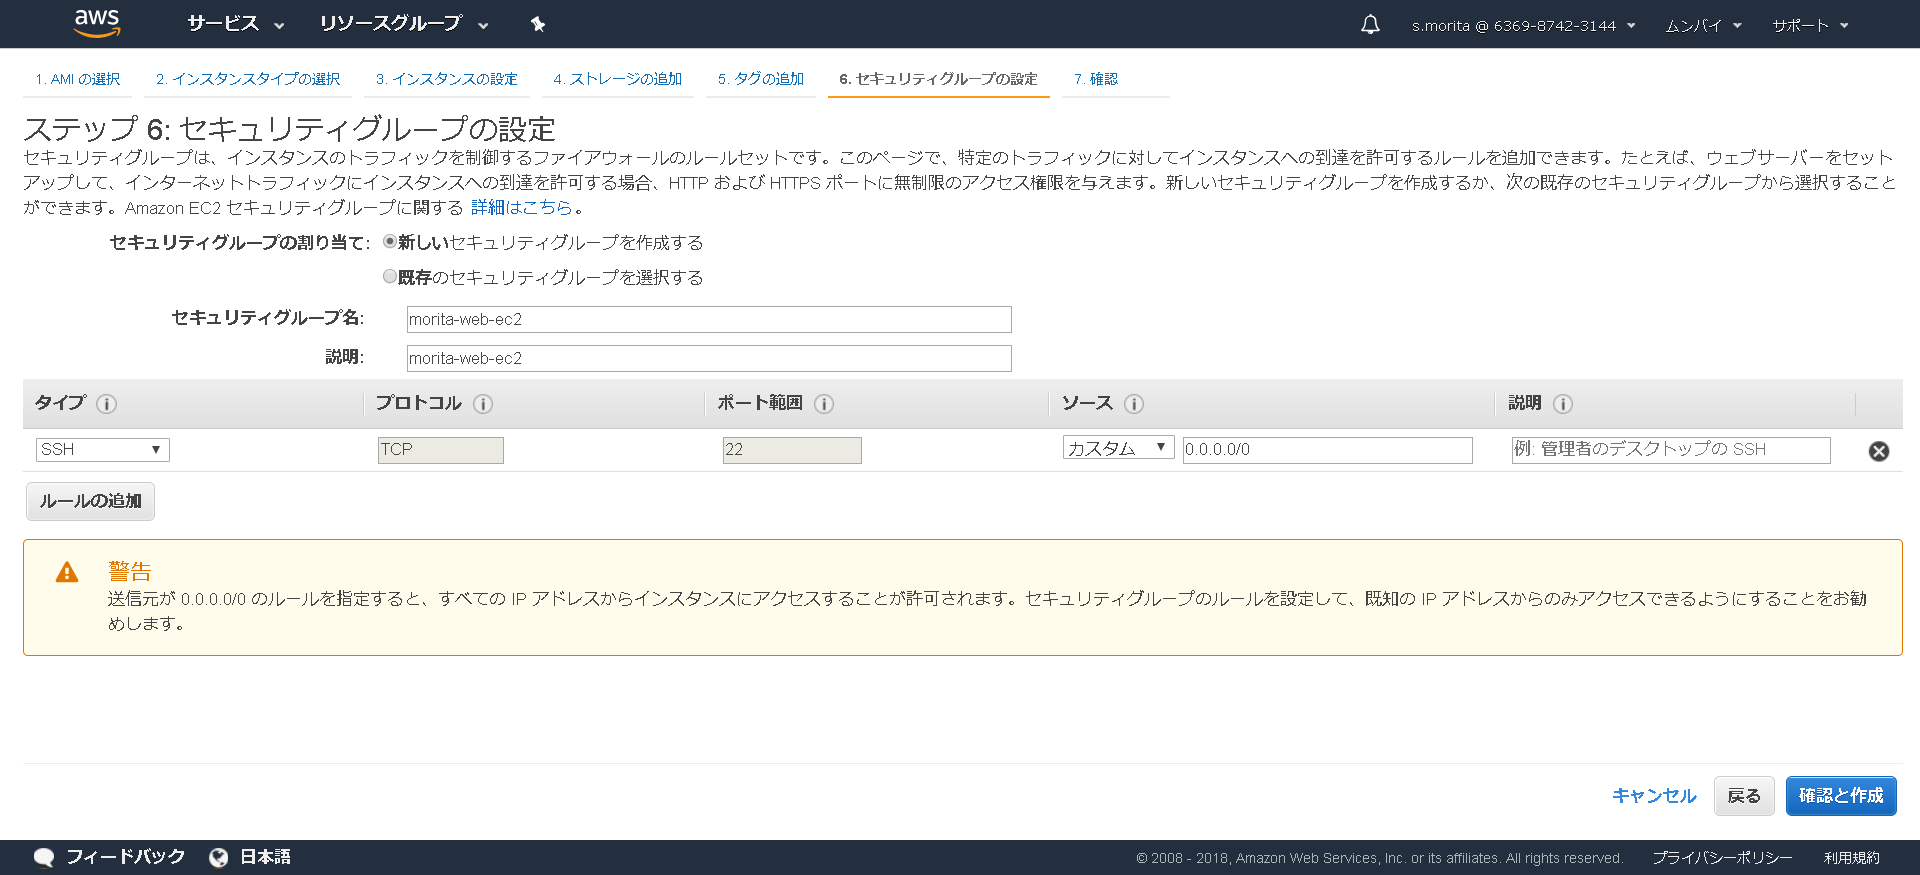 aws サービス リソースグループ s.morita @ 6369-8742-3144 ムンバイ サポート
1. AMI の選択 2. インスタンスタイプの選択 3. インスタンスの設定 4. ストレージの追加 5. タグの追加 6. セキュリティグループの設定 7. 確認
ステップ 6: セキュリティグループの設定
セキュリティグループは、インスタンスのトラフィックを制御するファイアウォールのルールセットです。このページで、特定のトラフィックに対してインスタンスへの到達を許可するルールを追加できます。たとえば、ウェブサーバーをセット
アップして、インターネットトラフィックにインスタンスへの到達を許可する場合、HTTP および HTTPS ポートに無制限のアクセス権限を与えます。新しいセキュリティグループを作成するか、次の既存のセキュリティグループから選択すること
ができます。Amazon EC2 セキュリティグループに関する 詳細はこちら。
セキュリティグループの割り当て: 新しいセキュリティグループを作成する
既存のセキュリティグループを選択する
セキュリティグループ名: morita-web-ec2
説明: morita-web-ec2
タイプ プロトコル ポート範囲 ソース 説明
SSH TCP 22 カスタム 0.0.0.0/0 例: 管理者のデスクトップの SSH
ルールの追加
警告
送信元が 0.0.0.0/0 のルールを指定すると、すべての IP アドレスからインスタンスにアクセスすることが許可されます。セキュリティグループのルールを設定して、既知の IP アドレスからのみアクセスできるようにすることをお勧
めします。
キャンセル 戻る 確認と作成
フィードバック 日本語 © 2008 - 2018, Amazon Web Services, Inc. or its affiliates. All rights reserved. プライバシーポリシー 利用規約